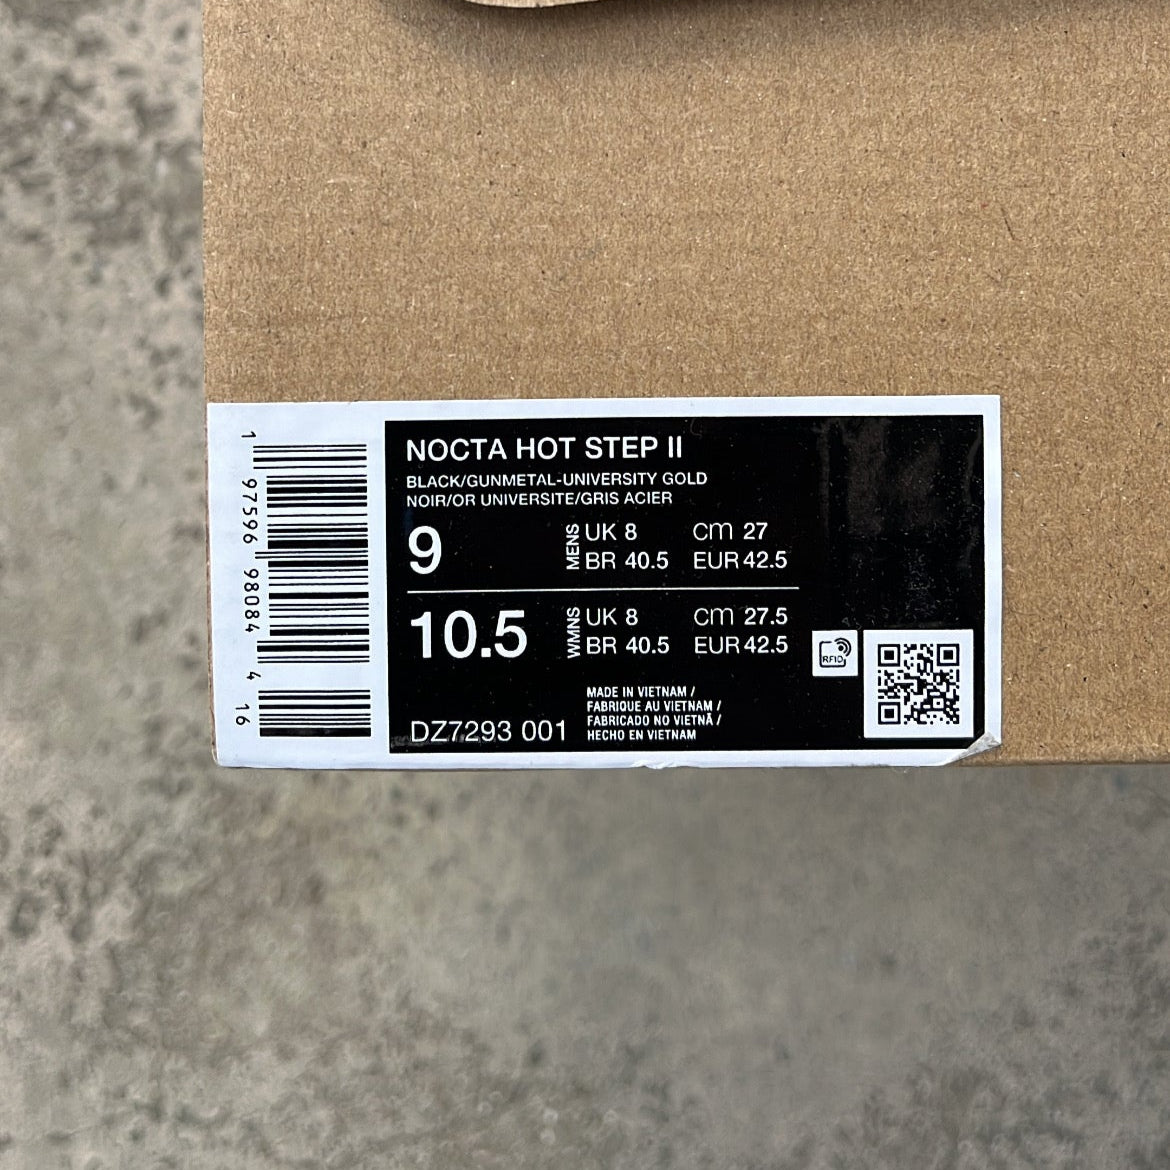 1 97596 98084 4 16
NOCTA HOT STEP II
BLACK/GUNMETAL-UNIVERSITY GOLD
NOIR/OR UNIVERSITE/GRIS ACIER
9 MENS UK 8 CM 27
BR 40.5 EUR 42.5
10.5 WMNS UK 8 CM 27.5
BR 40.5 EUR 42.5
RFID
MADE IN VIETNAM /
FABRIQUE AU VIETNAM /
FABRICADO NO VIETNÃ /
HECHO EN VIETNAM
DZ7293 001